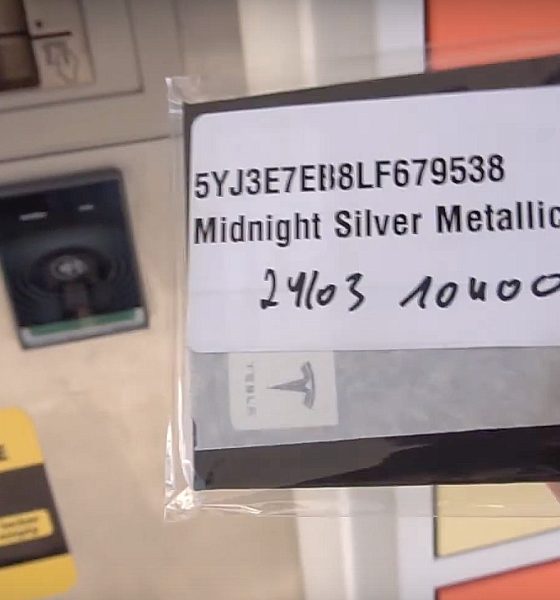 5YJ3E7EB8LF679538
Midnight Silver Metallic
24/03 10400
TESLA